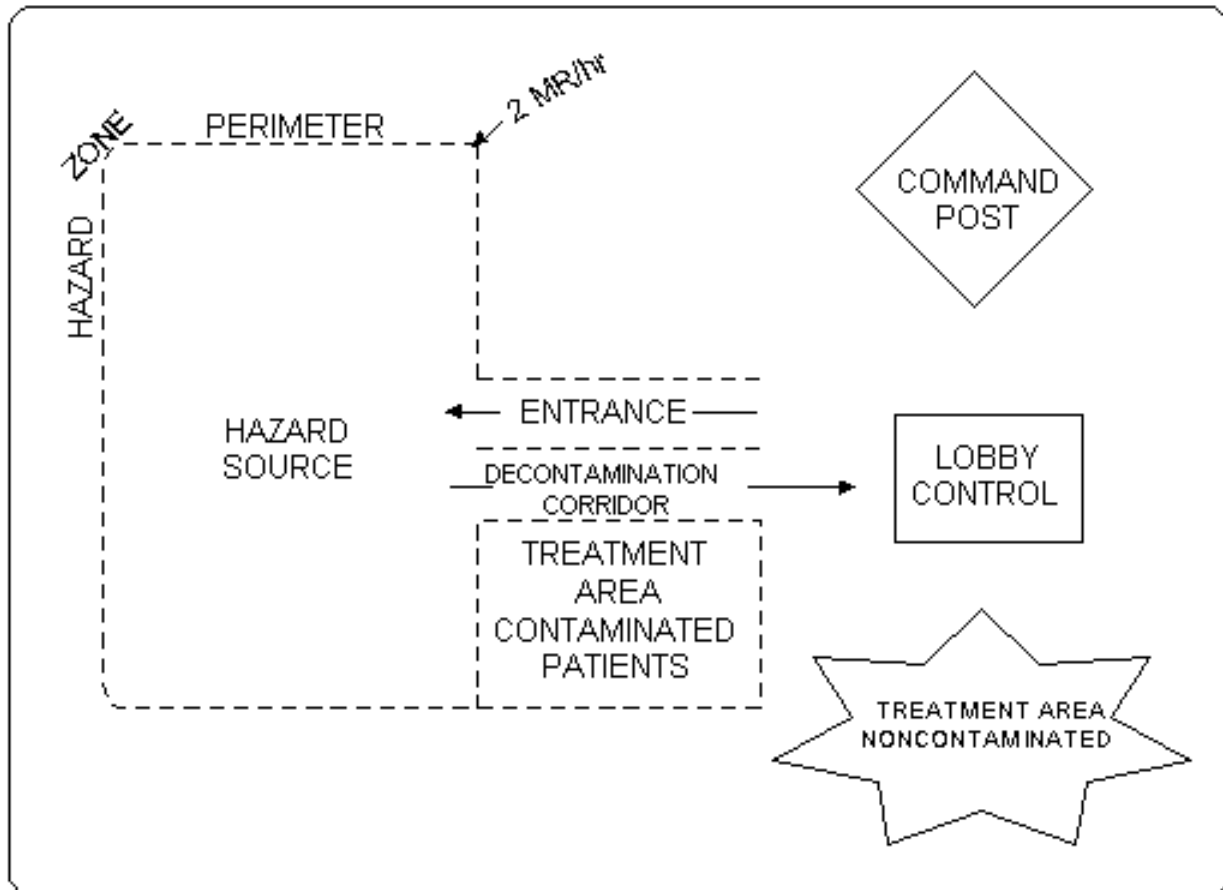 HAZARD
ZONE
PERIMETER
2 MR/hr
COMMAND
POST
HAZARD
SOURCE
ENTRANCE
DECONTAMINATION
CORRIDOR
LOBBY
CONTROL
TREATMENT
AREA
CONTAMINATED
PATIENTS
TREATMENT AREA
NONCONTAMINATED